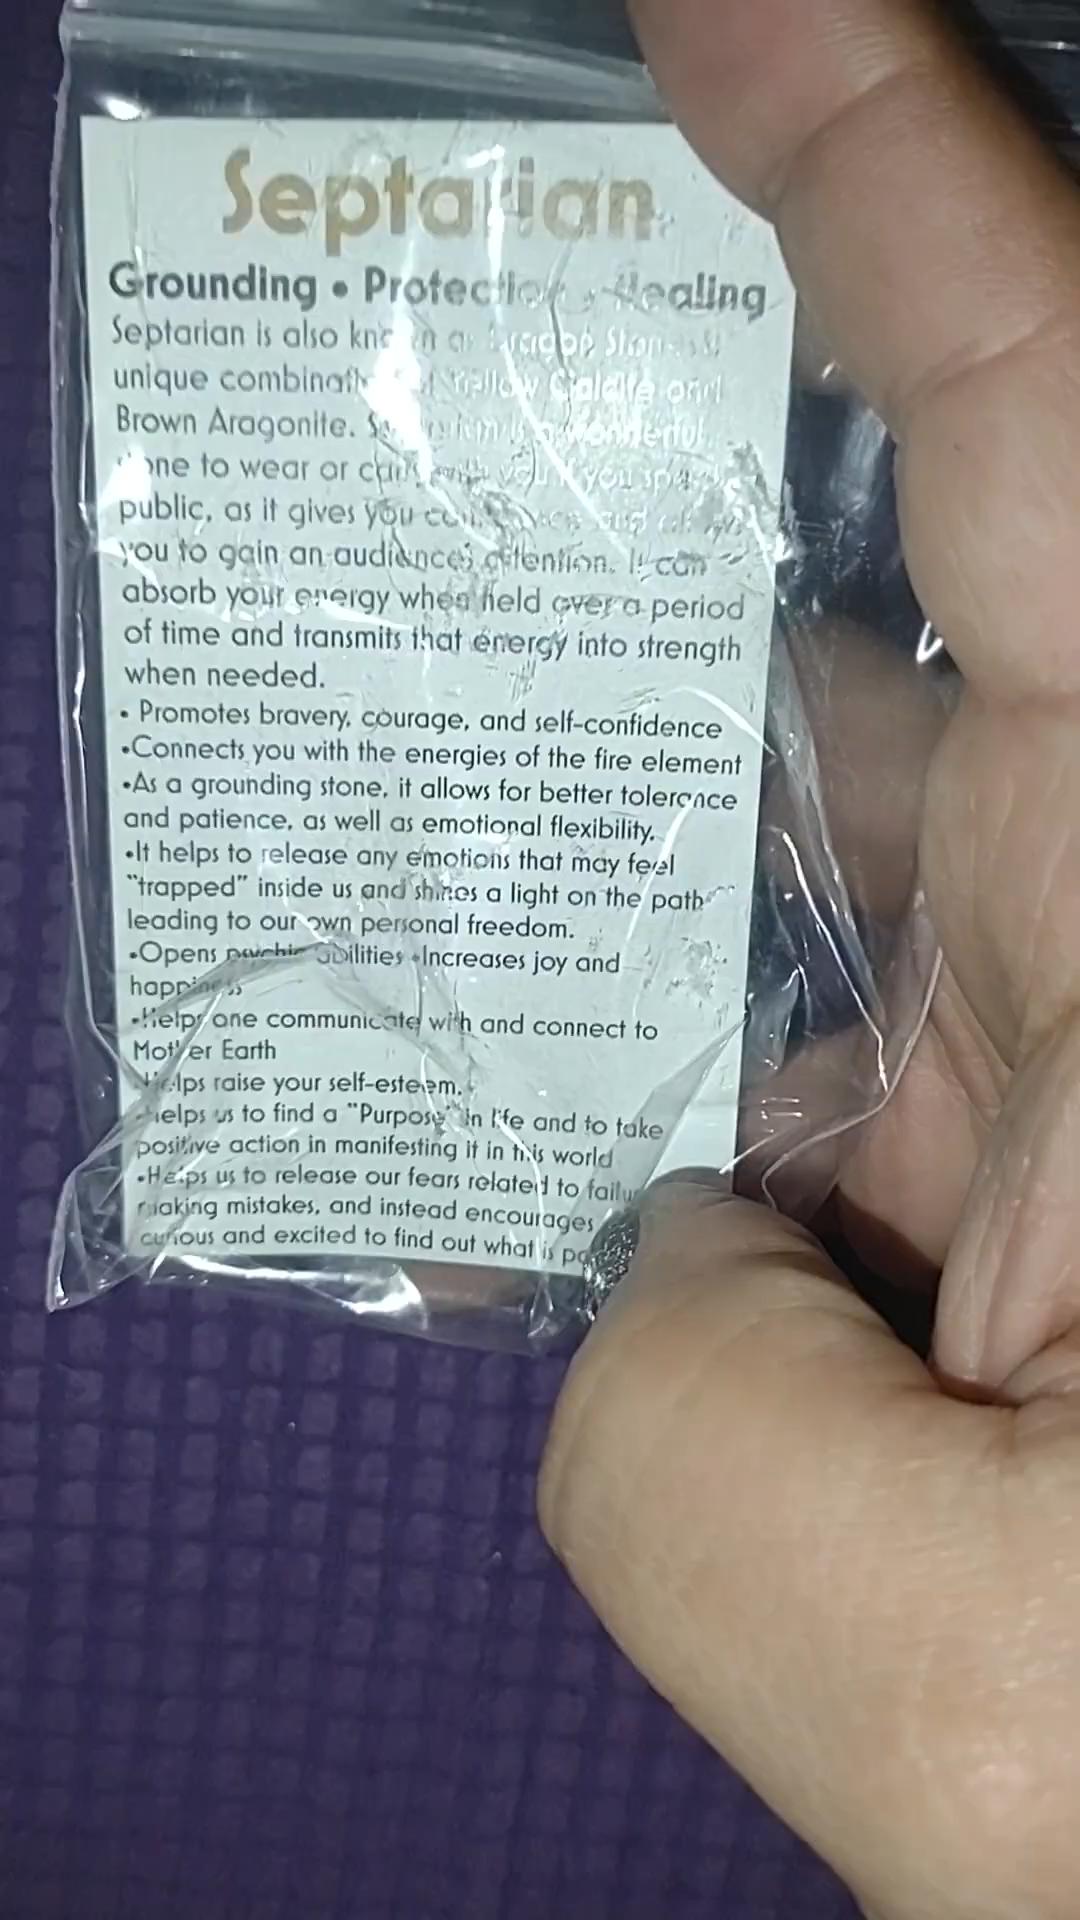 Septarian
Grounding • Protection • Healing
Septarian is also known as Dragon Stone is a
unique combination of Yellow Calcite and
Brown Aragonite. Septarian is a wonderful
stone to wear or carry with you if you speak
public, as it gives you confidence and allows
you to gain an audiences attention. It can
absorb your energy when held over a period
of time and transmits that energy into strength
when needed.
• Promotes bravery, courage, and self-confidence
•Connects you with the energies of the fire element
•As a grounding stone, it allows for better tolerance
and patience, as well as emotional flexibility.
•It helps to release any emotions that may feel
"trapped" inside us and shines a light on the path
leading to our own personal freedom.
•Opens psychic abilities •Increases joy and
happiness
•Helps one communicate with and connect to
Mother Earth
Helps raise your self-esteem.
•Helps us to find a "Purpose" in life and to take
positive action in manifesting it in this world
•Helps us to release our fears related to
making mistakes, and instead encourages
curious and excited to find out what is